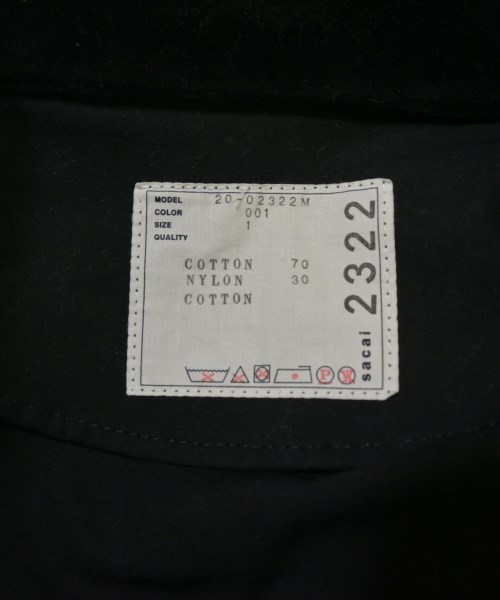 MODEL 20-02322M
COLOR 001
SIZE 1
QUALITY
COTTON 70
NYLON 30
COTTON
sacai 2322
P
W